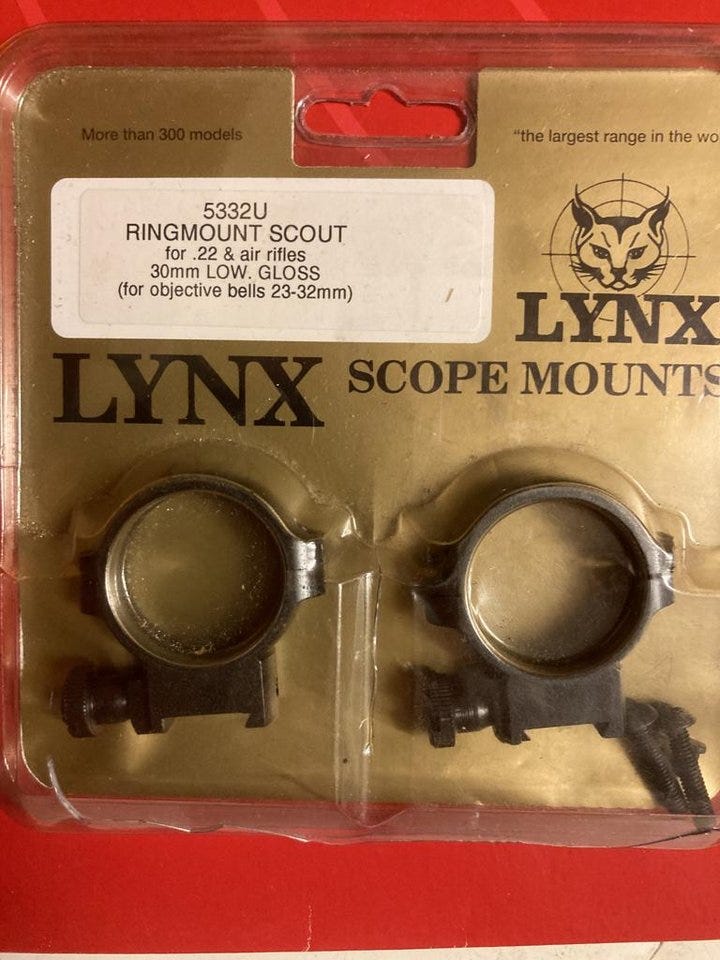 More than 300 models
"the largest range in the wo
5332U
RINGMOUNT SCOUT
for .22 & air rifles
30mm LOW. GLOSS
(for objective bells 23-32mm)
LYNX
LYNX
SCOPE MOUNTS